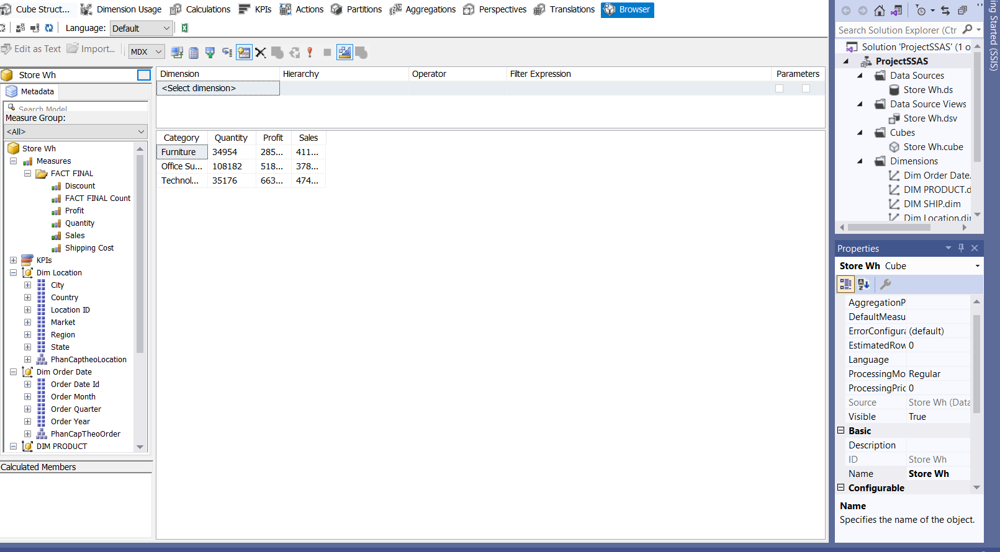 Cube Struct... Dimension Usage Calculations KPIs Actions Partitions Aggregations Perspectives Translations Browser
Language: Default
Edit as Text Import... MDX
Store Wh
Metadata
Search Model
Measure Group:
<All>
Store Wh
Measures
FACT FINAL
Discount
FACT FINAL Count
Profit
Quantity
Sales
Shipping Cost
KPIs
Dim Location
City
Country
Location ID
Market
Region
State
PhanCaptheoLocation
Dim Order Date
Order Date Id
Order Month
Order Quarter
Order Year
PhanCapTheoOrder
DIM PRODUCT
Calculated Members
Dimension Hierarchy Operator Filter Expression Parameters
<Select dimension>
Category Quantity Profit Sales
Furniture 34954 285... 411...
Office Su... 108182 518... 378...
Technol... 35176 663... 474...
Search Solution Explorer (Ctr
Solution 'ProjectSSAS' (1 o
ProjectSSAS
Data Sources
Store Wh.ds
Data Source Views
Store Wh.dsv
Cubes
Store Wh.cube
Dimensions
Dim Order Date.
DIM PRODUCT.d
DIM SHIP.dim
Dim Location.dir
Properties
Store Wh Cube
AggregationP
DefaultMeasu
ErrorConfigura (default)
EstimatedRow 0
Language
ProcessingMo Regular
ProcessingPric 0
Source Store Wh (Data
Visible True
Basic
Description
ID Store Wh
Name Store Wh
Configurable
Name
Specifies the name of the object.
ing Started (SSIS)